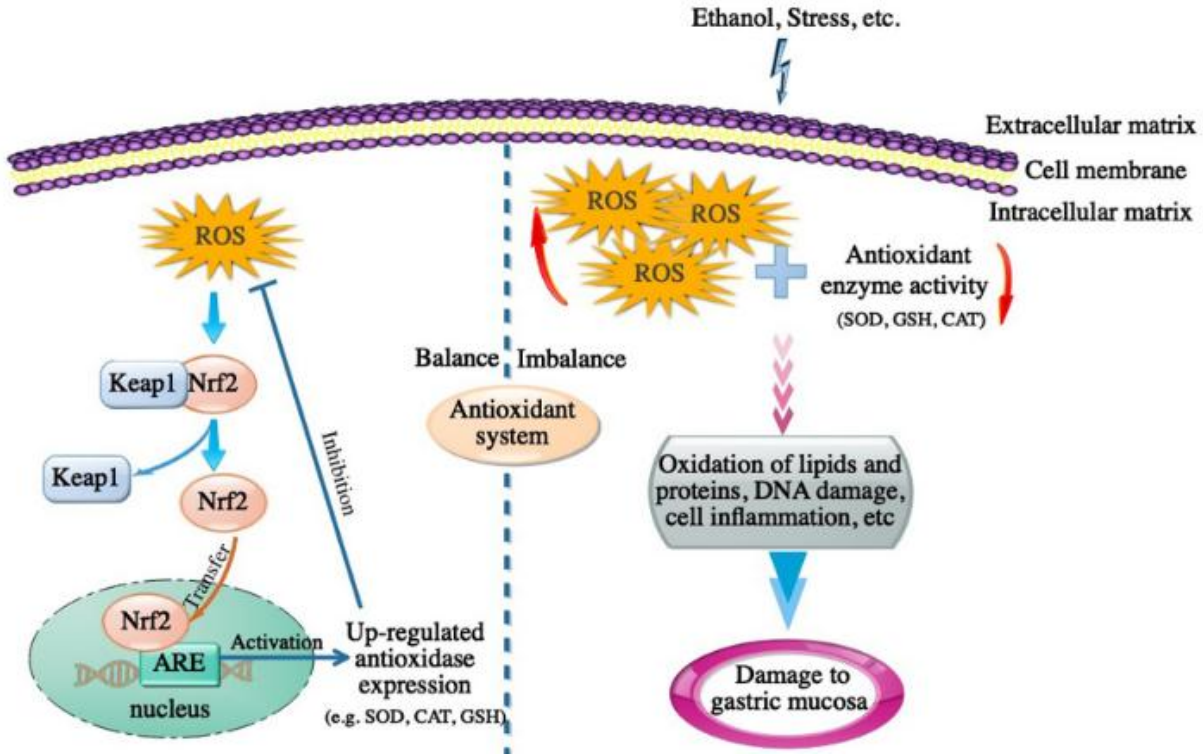 Ethanol, Stress, etc.
Extracellular matrix
Cell membrane
Intracellular matrix
ROS
Keap1
Nrf2
Keap1
Nrf2
Transfer
Nrf2
ARE
nucleus
Activation
Up-regulated
antioxidase
expression
(e.g. SOD, CAT, GSH)
Inhibition
Balance
Imbalance
Antioxidant
system
ROS
ROS
ROS
Antioxidant
enzyme activity
(SOD, GSH, CAT)
Oxidation of lipids and
proteins, DNA damage,
cell inflammation, etc
Damage to
gastric mucosa